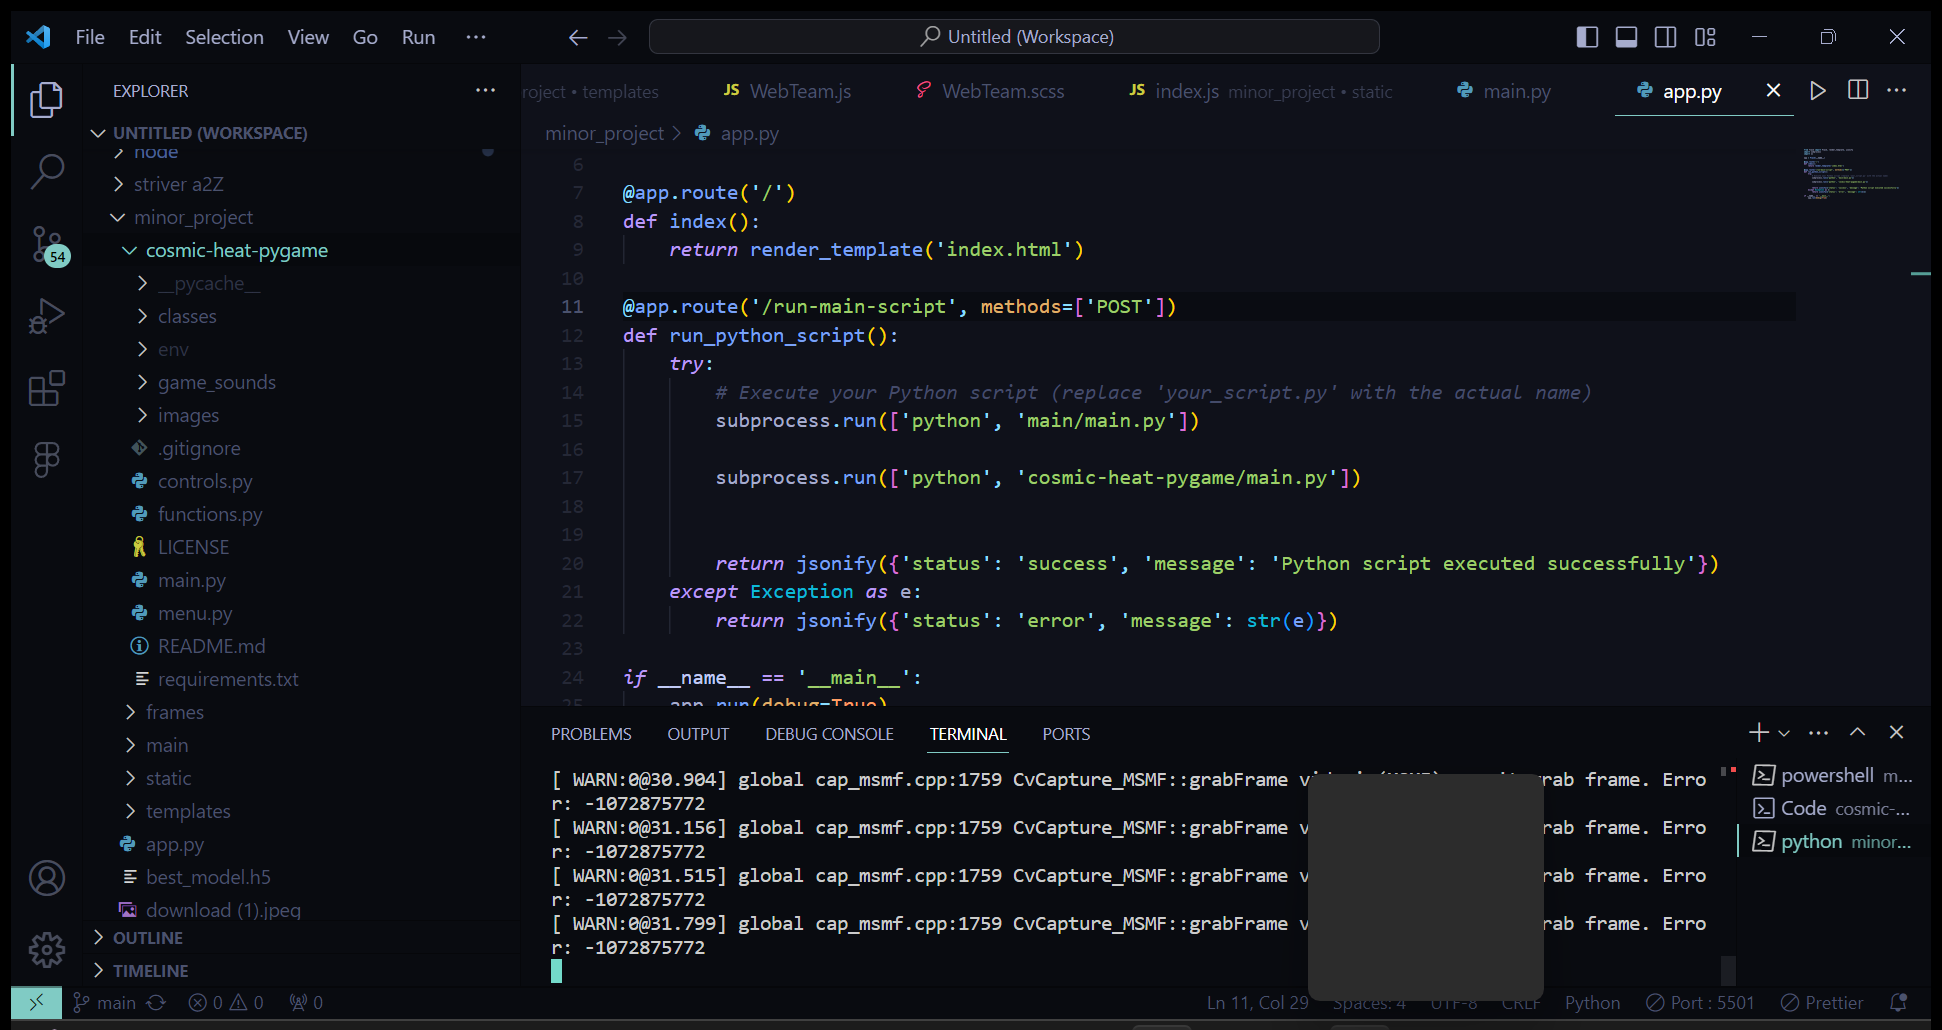 File Edit Selection View Go Run ···
Untitled (Workspace)
EXPLORER
UNTITLED (WORKSPACE)
node
striver a2Z
minor_project
cosmic-heat-pygame
__pycache__
classes
env
game_sounds
images
.gitignore
controls.py
functions.py
LICENSE
main.py
menu.py
README.md
requirements.txt
frames
main
static
templates
app.py
best_model.h5
download (1).jpeg
OUTLINE
TIMELINE
54
roject • templates
JS WebTeam.js
WebTeam.scss
JS index.js minor_project • static
main.py
app.py
minor_project > app.py
6
7 @app.route('/')
8 def index():
9 return render_template('index.html')
10
11 @app.route('/run-main-script', methods=['POST'])
12 def run_python_script():
13 try:
14 # Execute your Python script (replace 'your_script.py' with the actual name)
15 subprocess.run(['python', 'main/main.py'])
16
17 subprocess.run(['python', 'cosmic-heat-pygame/main.py'])
18
19
20 return jsonify({'status': 'success', 'message': 'Python script executed successfully'})
21 except Exception as e:
22 return jsonify({'status': 'error', 'message': str(e)})
23
24 if __name__ == '__main__':
25 app.run(debug=True)
PROBLEMS OUTPUT DEBUG CONSOLE TERMINAL PORTS
[ WARN:0@30.904] global cap_msmf.cpp:1759 CvCapture_MSMF::grabFrame rab frame. Erro
r: -1072875772
[ WARN:0@31.156] global cap_msmf.cpp:1759 CvCapture_MSMF::grabFrame v rab frame. Erro
r: -1072875772
[ WARN:0@31.515] global cap_msmf.cpp:1759 CvCapture_MSMF::grabFrame v rab frame. Erro
r: -1072875772
[ WARN:0@31.799] global cap_msmf.cpp:1759 CvCapture_MSMF::grabFrame v rab frame. Erro
r: -1072875772
powershell m...
Code cosmic-...
python minor...
main 0 0 0
Ln 11, Col 29 Spaces: 4 UTF-8 CRLF Python Port : 5501 Prettier